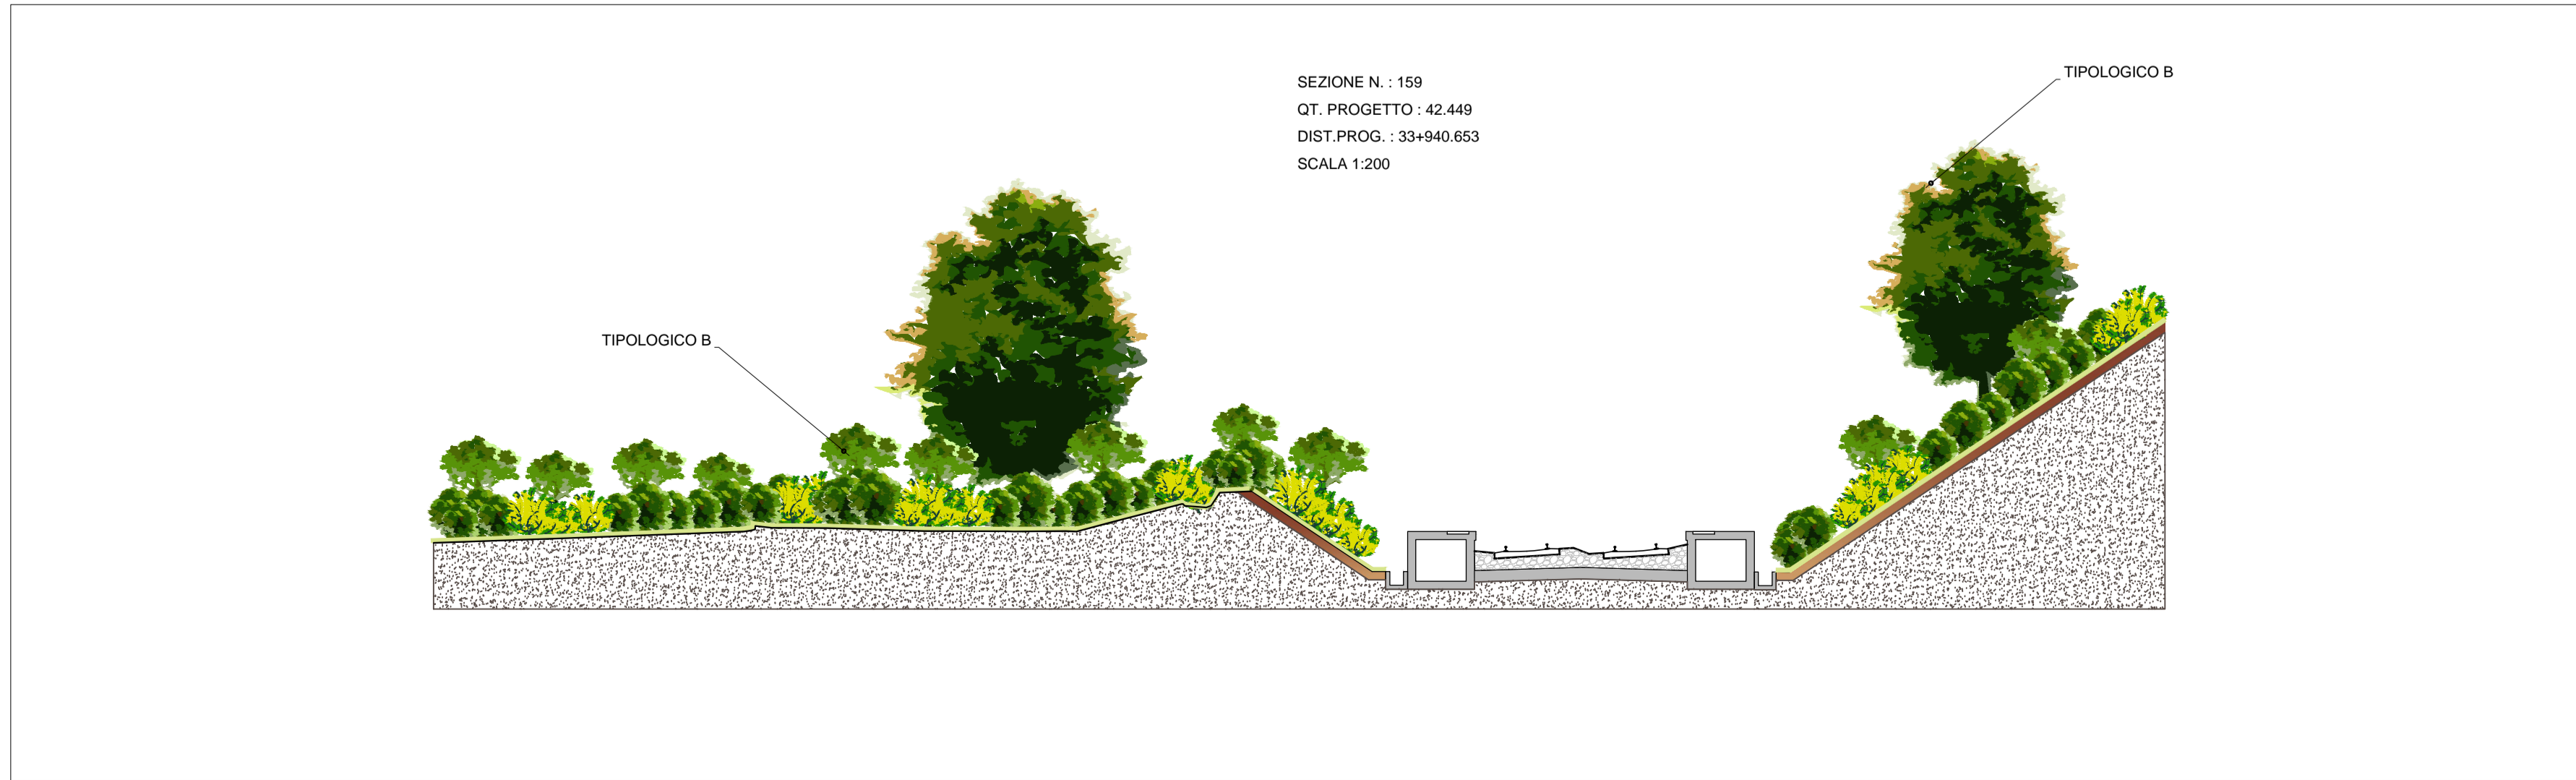 SEZIONE N. : 159
QT. PROGETTO : 42.449
DIST.PROG. : 33+940.653
SCALA 1:200
TIPOLOGICO B
TIPOLOGICO B